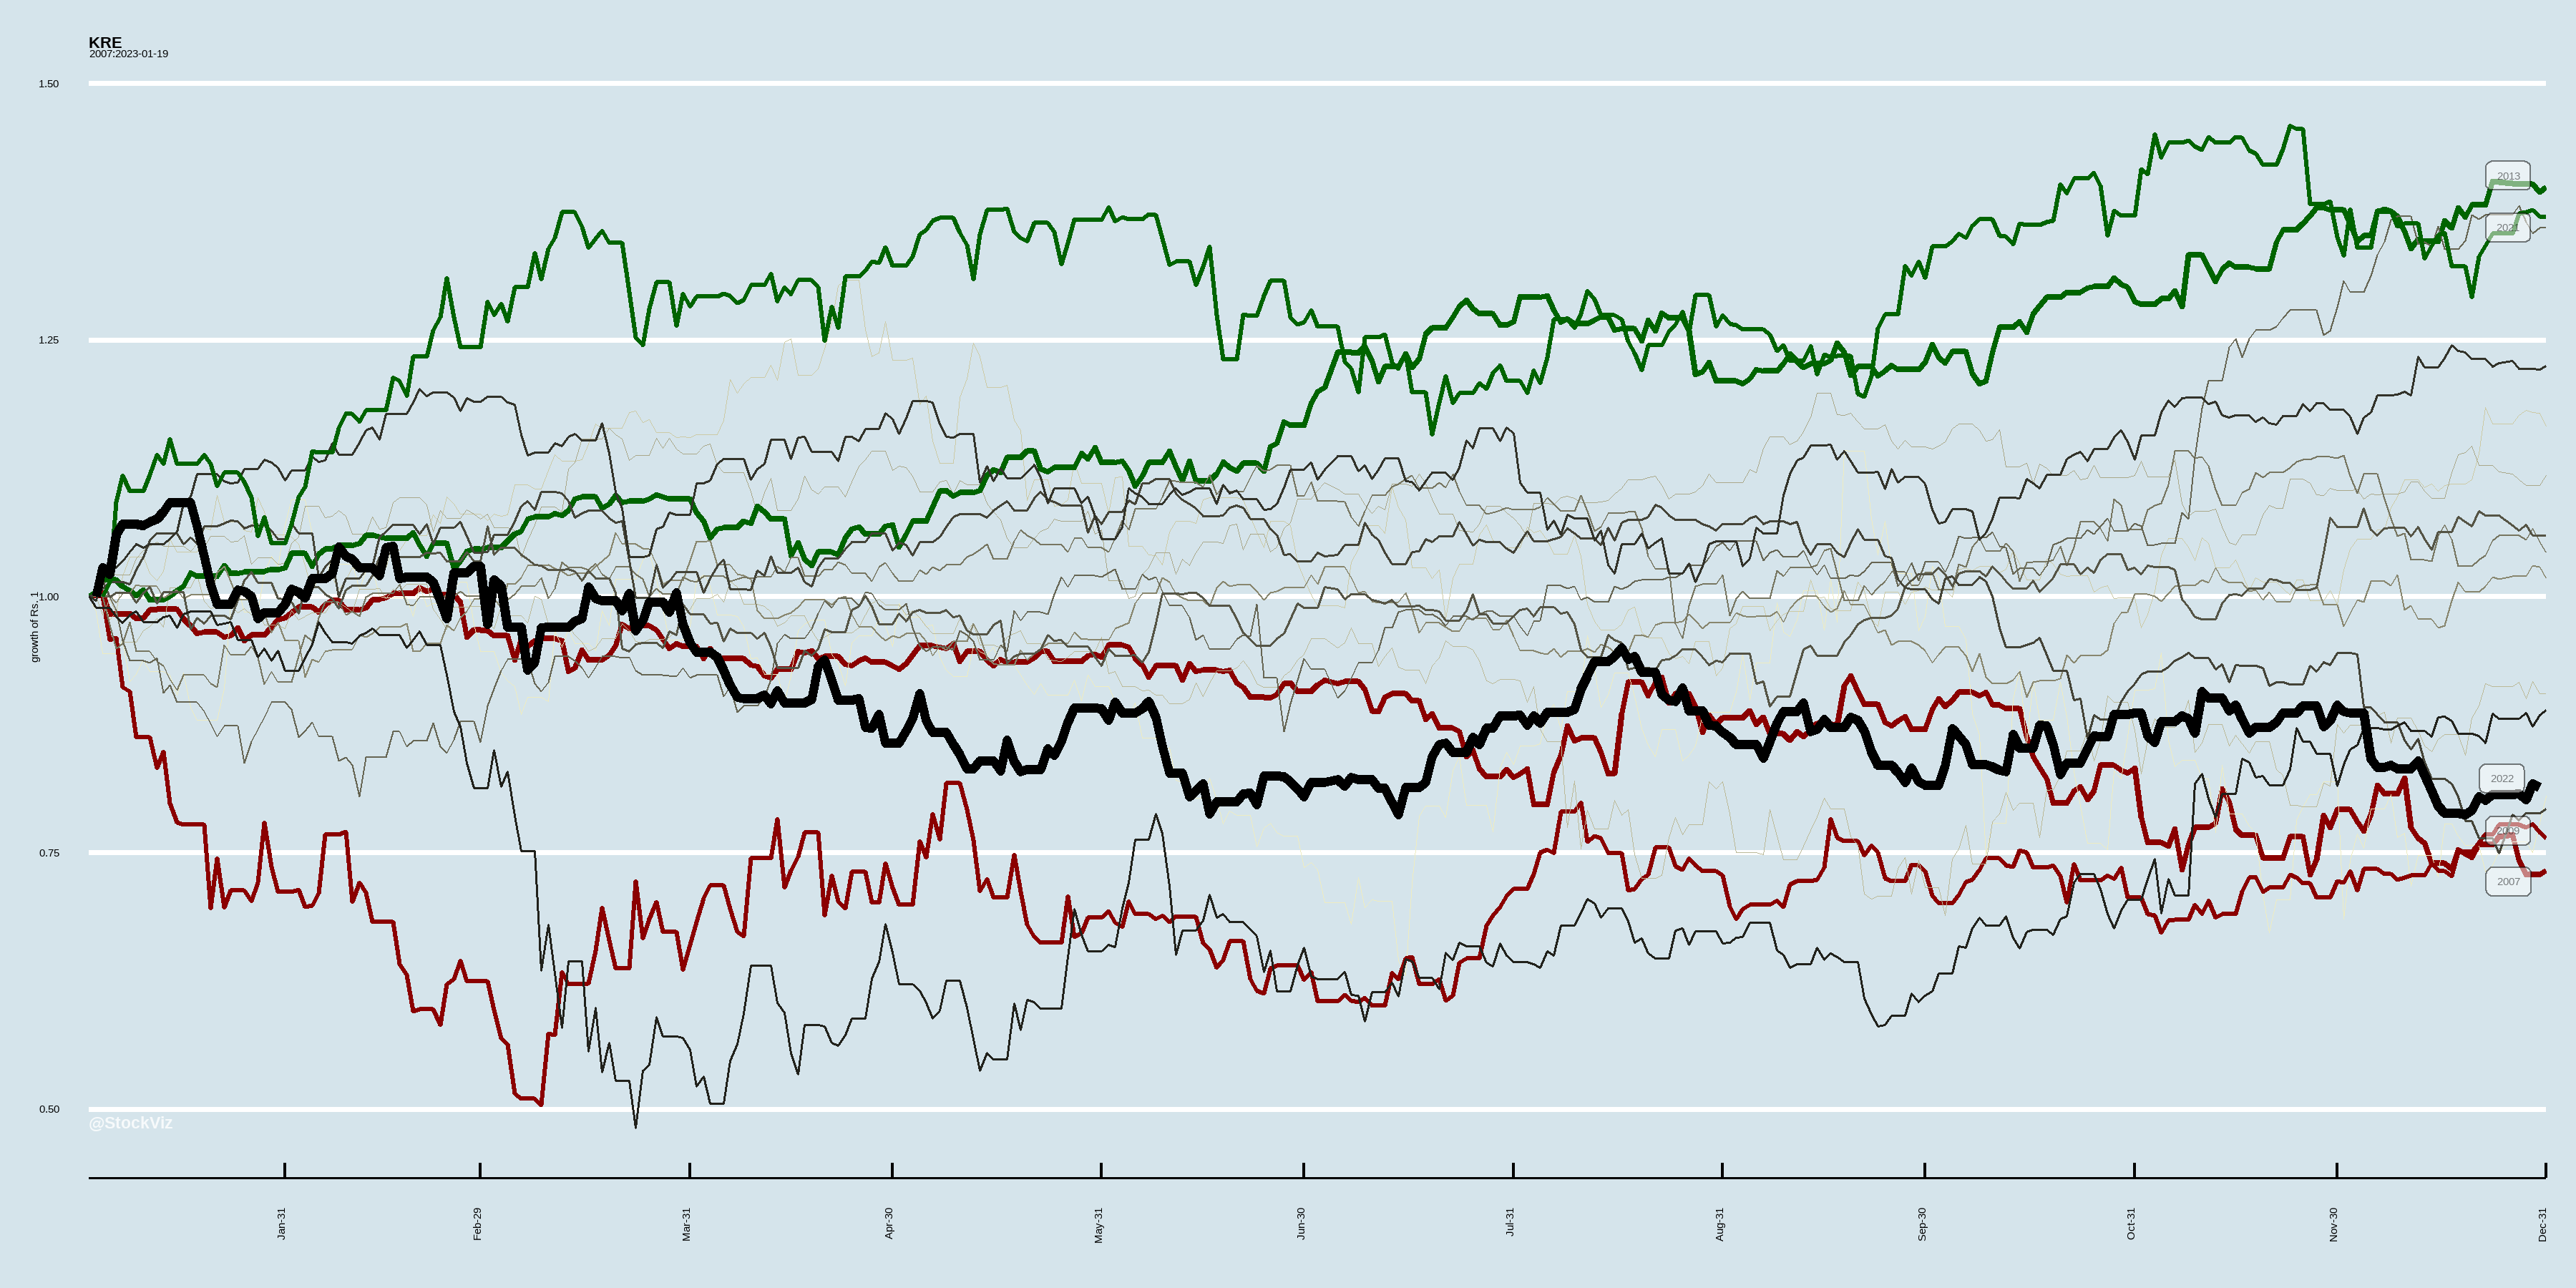 KRE
2007:2023-01-19
1.50
1.25
1.00
0.75
0.50
growth of Rs. 1
2013
2021
2022
2009
2007
@StockViz
Jan-31
Feb-29
Mar-31
Apr-30
May-31
Jun-30
Jul-31
Aug-31
Sep-30
Oct-31
Nov-30
Dec-31